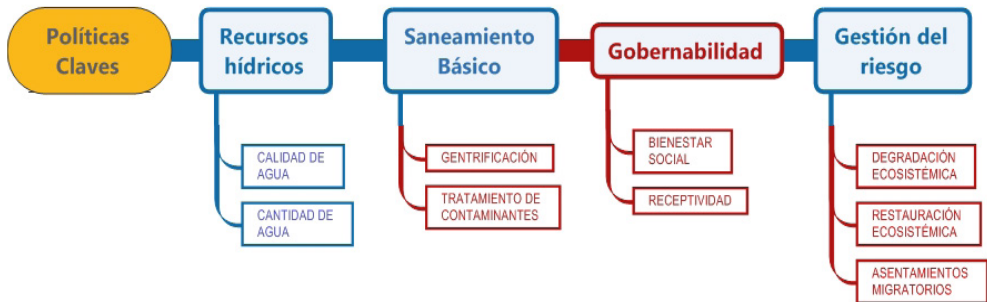 Políticas
Claves
Recursos
hídricos
Saneamiento
Básico
Gobernabilidad
Gestión del
riesgo
CALIDAD DE
AGUA
CANTIDAD DE
AGUA
GENTRIFICACIÓN
TRATAMIENTO DE
CONTAMINANTES
BIENESTAR
SOCIAL
RECEPTIVIDAD
DEGRADACIÓN
ECOSISTÉMICA
RESTAURACIÓN
ECOSISTÉMICA
ASENTAMIENTOS
MIGRATORIOS